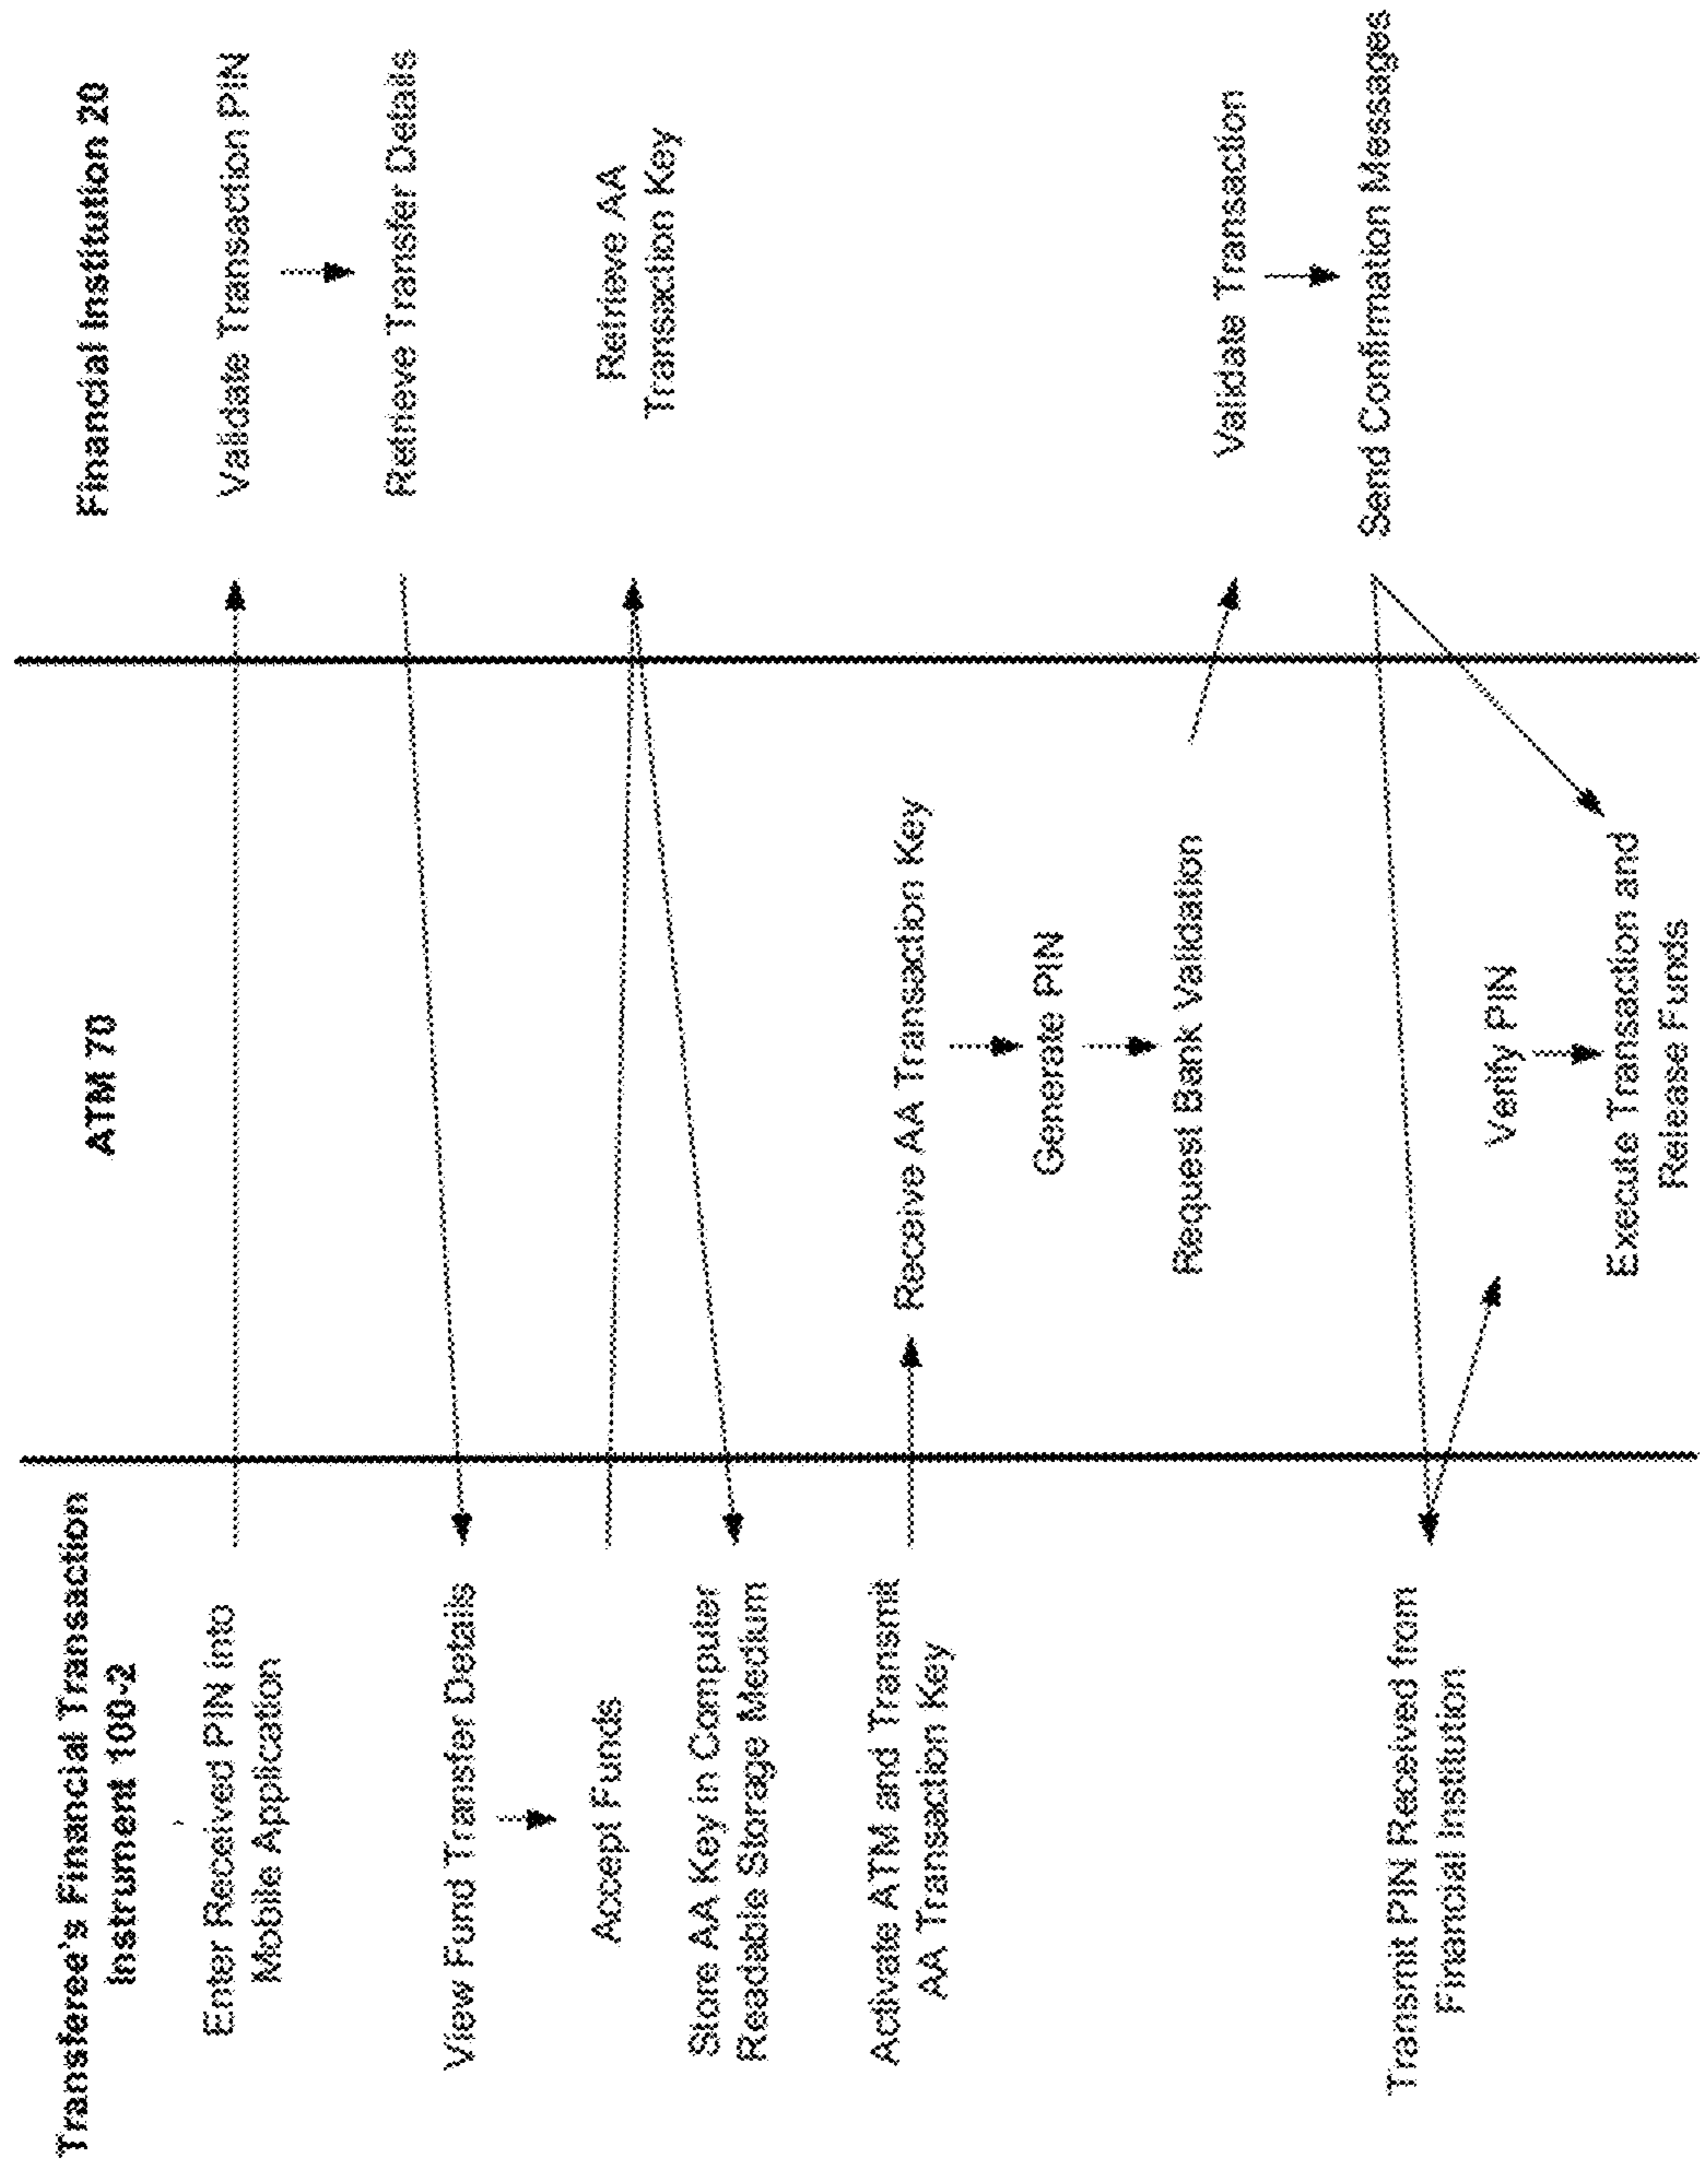 Transferee's Financial Transaction
Instrument 100-2
ATM 70
Financial Institution 20
Enter Received PIN into
Mobile Application
Validate Transaction PIN
Retrieve Transfer Details
View Fund Transfer Details
Accept Funds
Retrieve AA
Transaction Key
Store AA Key in Computer
Readable Storage Medium
Activate ATM and Transmit
AA Transaction Key
Receive AA Transaction Key
Generate PIN
Request Bank Validation
Validate Transaction
Send Confirmation Messages
Transmit PIN Received from
Financial Institution
Verify PIN
Execute Transaction and
Release Funds